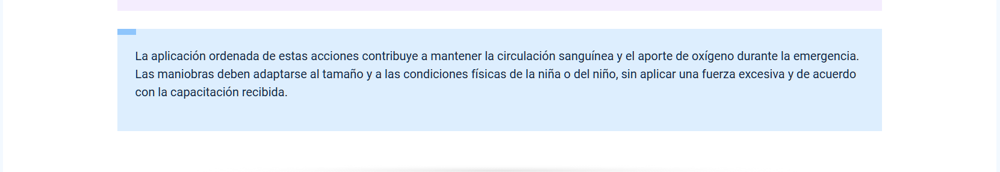 La aplicación ordenada de estas acciones contribuye a mantener la circulación sanguínea y el aporte de oxígeno durante la emergencia.
Las maniobras deben adaptarse al tamaño y a las condiciones físicas de la niña o del niño, sin aplicar una fuerza excesiva y de acuerdo
con la capacitación recibida.